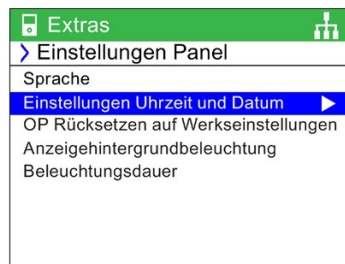 Extras
Einstellungen Panel
Sprache
Einstellungen Uhrzeit und Datum
OP Rücksetzen auf Werkseinstellungen
Anzeigehintergrundbeleuchtung
Beleuchtungsdauer